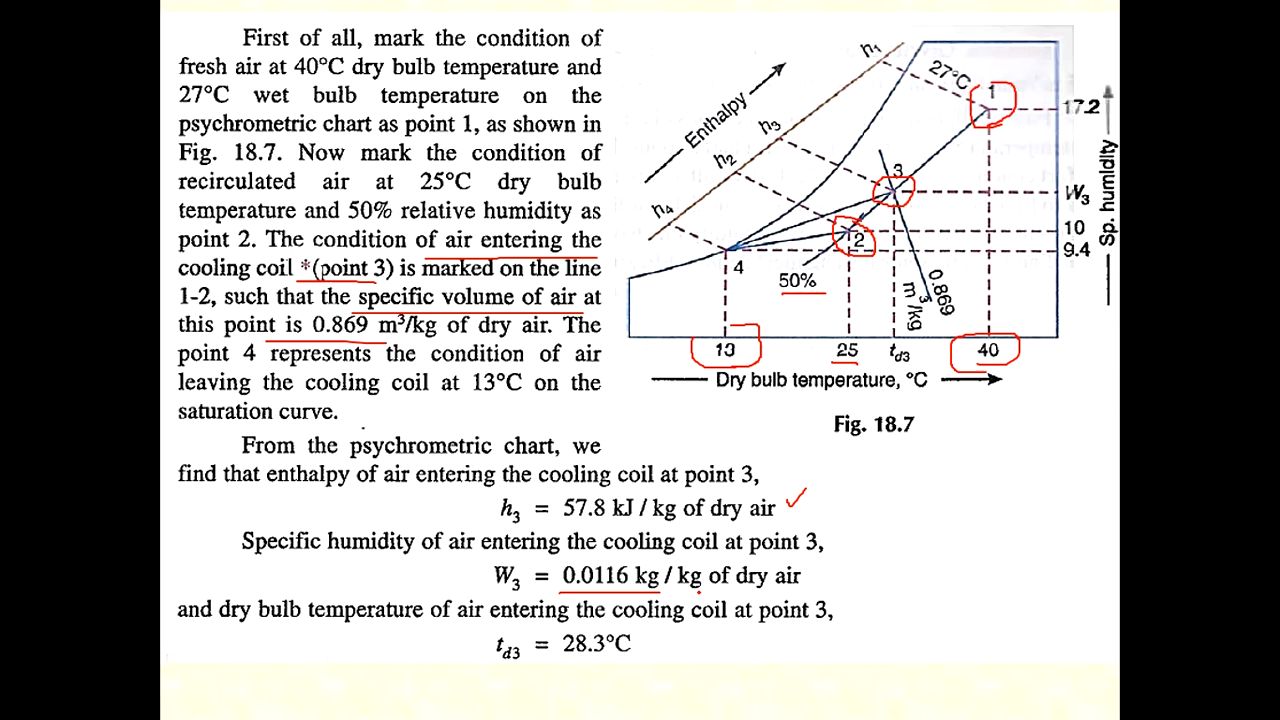 First of all, mark the condition of
fresh air at 40°C dry bulb temperature and
27°C wet bulb temperature on the
psychrometric chart as point 1, as shown in
Fig. 18.7. Now mark the condition of
recirculated air at 25°C dry bulb
temperature and 50% relative humidity as
point 2. The condition of air entering the
cooling coil *(point 3) is marked on the line
1-2, such that the specific volume of air at
this point is 0.869 m³/kg of dry air. The
point 4 represents the condition of air
leaving the cooling coil at 13°C on the
saturation curve.
h₁
27°C
1
17.2
Enthalpy
h₃
h₂
3
W₃
h₄
2
10
9.4
4
50%
0.869
m³/kg
Sp. humidity
13
25
t_d3
40
Dry bulb temperature, °C
Fig. 18.7
From the psychrometric chart, we
find that enthalpy of air entering the cooling coil at point 3,
h₃ = 57.8 kJ / kg of dry air ✓
Specific humidity of air entering the cooling coil at point 3,
W₃ = 0.0116 kg / kg of dry air
and dry bulb temperature of air entering the cooling coil at point 3,
t_d3 = 28.3°C